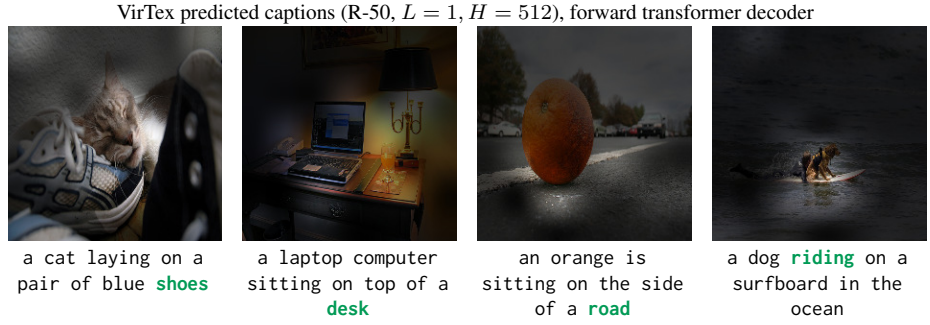 VirTex predicted captions (R-50, L = 1, H = 512), forward transformer decoder
a cat laying on a
pair of blue shoes
a laptop computer
sitting on top of a
desk
an orange is
sitting on the side
of a road
a dog riding on a
surfboard in the
ocean